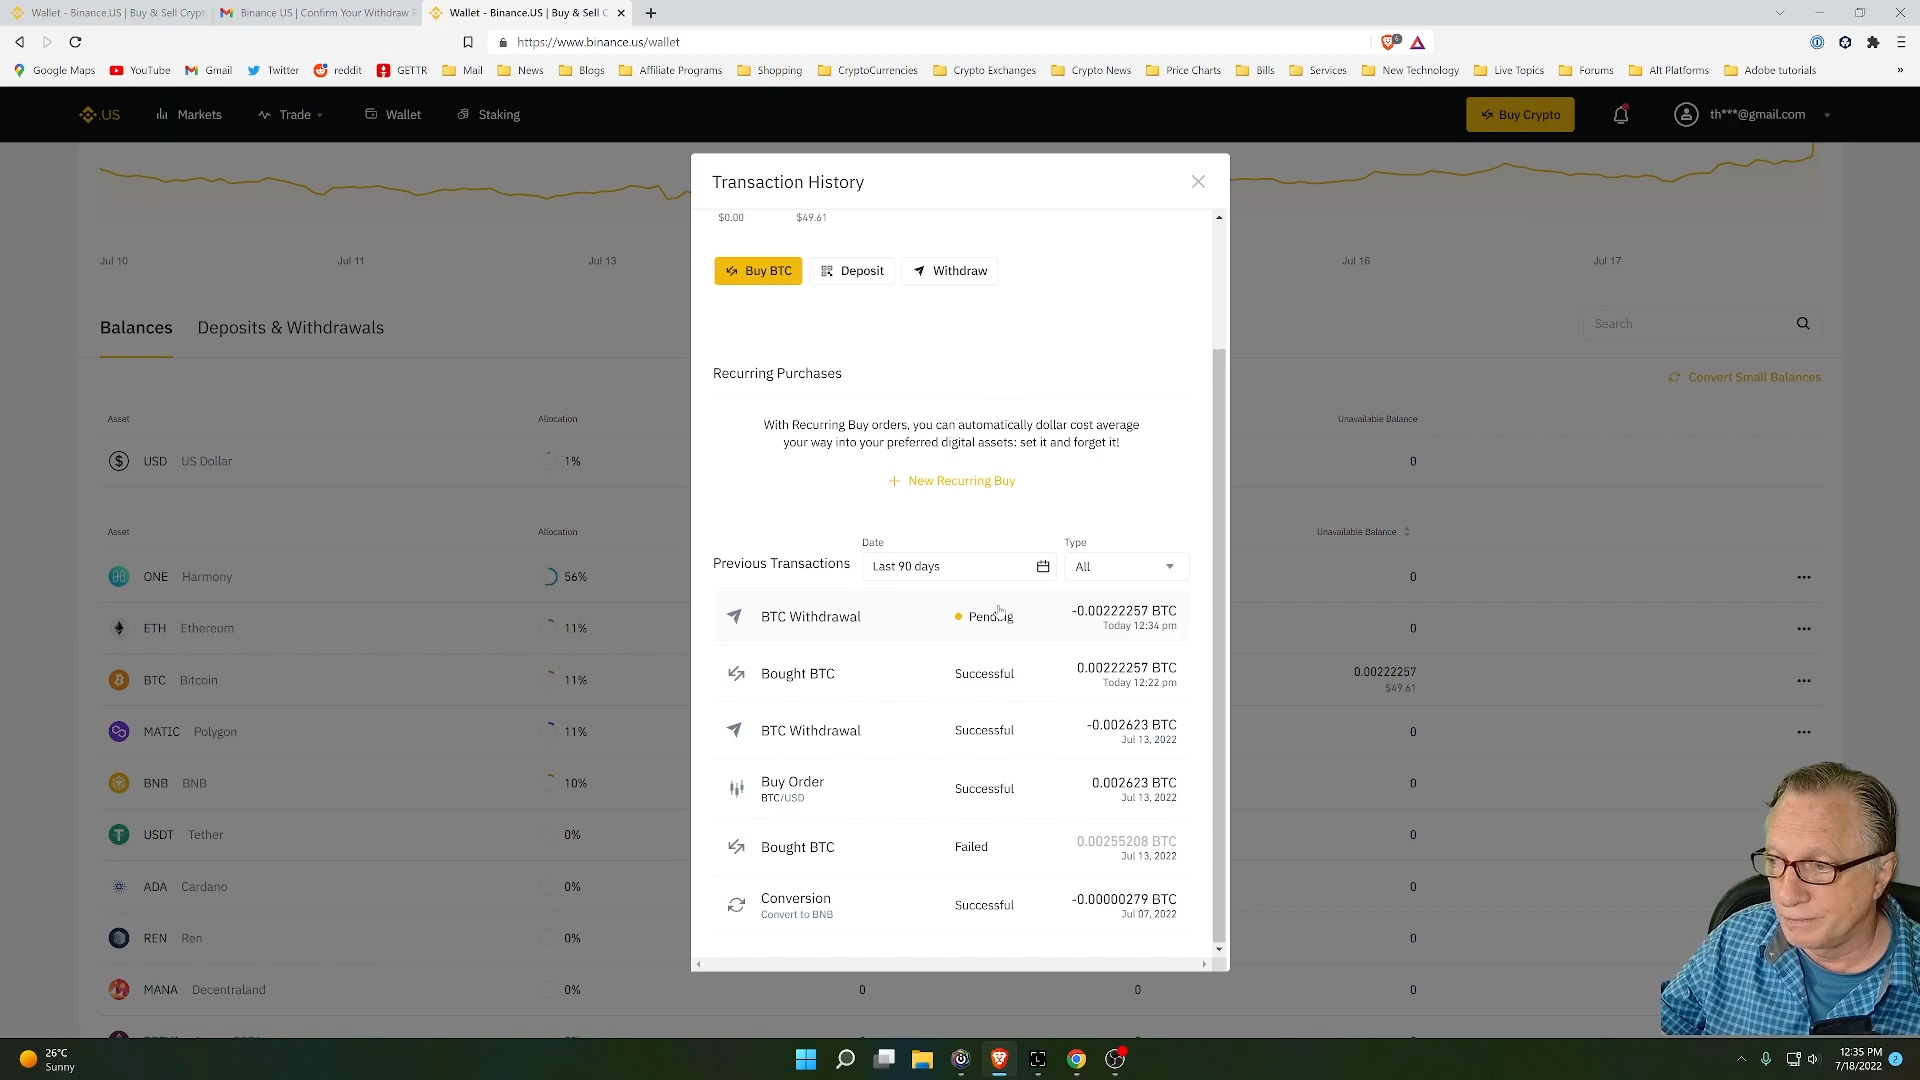 Wallet - Binance.US | Buy & Sell Crypt
Binance US | Confirm Your Withdraw R
Wallet - Binance.US | Buy & Sell C
https://www.binance.us/wallet
6
Google Maps YouTube Gmail Twitter reddit GETTR Mail News Blogs Affiliate Programs Shopping CryptoCurrencies Crypto Exchanges Crypto News Price Charts Bills Services New Technology Live Topics Forums Alt Platforms Adobe tutorials »
.US Markets Trade Wallet Staking Buy Crypto th***@gmail.com
Transaction History
$0.00 $49.61
Jul 10 Jul 11 Jul 13 Jul 16 Jul 17
Buy BTC Deposit Withdraw
Balances Deposits & Withdrawals Search
Recurring Purchases
Convert Small Balances
Asset Allocation Unavailable Balance
With Recurring Buy orders, you can automatically dollar cost average
your way into your preferred digital assets: set it and forget it!
USD US Dollar 1% 0
+ New Recurring Buy
Asset Allocation Unavailable Balance
Date Type
Previous Transactions Last 90 days All
ONE Harmony 56% 0
BTC Withdrawal Pending -0.00222257 BTC
Today 12:34 pm
ETH Ethereum 11% 0
Bought BTC Successful 0.00222257 BTC
Today 12:22 pm
BTC Bitcoin 11% 0.00222257
$49.61
BTC Withdrawal Successful -0.002623 BTC
Jul 13, 2022
MATIC Polygon 11% 0
Buy Order Successful 0.002623 BTC
BTC/USD Jul 13, 2022
BNB BNB 10% 0
USDT Tether 0% 0
Bought BTC Failed 0.00255208 BTC
Jul 13, 2022
ADA Cardano 0% 0
Conversion Successful -0.00000279 BTC
Convert to BNB Jul 07, 2022
REN Ren 0% 0
MANA Decentraland 0% 0 0 0
26°C
Sunny
12:35 PM
7/18/2022
2